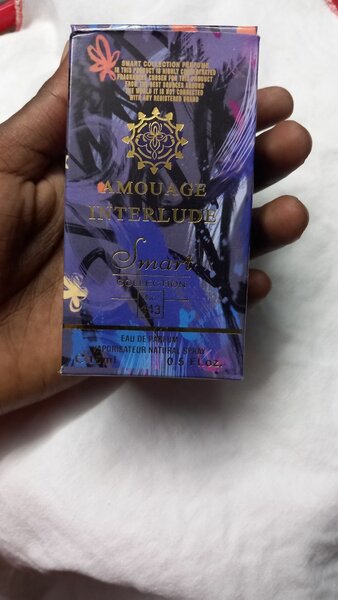 SMART COLLECTION PERFUME
IN THIS PRODUCT IS HIGHLY CONCENTRATED
FRAGRANCE CHOSEN FOR THIS PRODUCT
FROM THE BEST SOURCES AROUND
THE WORLD IT IS NOT CONNECTED
WITH ANY REGISTERED BRAND
AMOUAGE
INTERLUDE
Smart
COLLECTION
413
EAU DE PARFUM
VAPORISATEUR NATURAL SPRAY
15ml 0.5 Fl.oz.